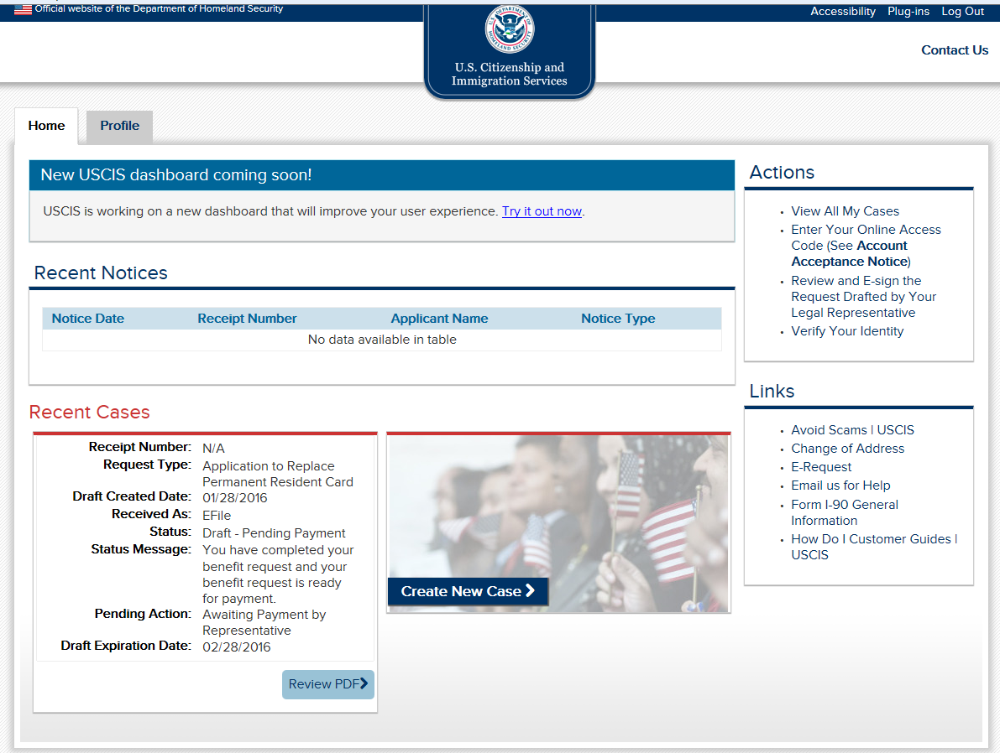 Official website of the Department of Homeland Security
Accessibility Plug-ins Log Out
U.S. DEPARTMENT OF HOMELAND SECURITY
U.S. Citizenship and
Immigration Services
Contact Us
Home Profile
New USCIS dashboard coming soon!
USCIS is working on a new dashboard that will improve your user experience. Try it out now.
Recent Notices
Notice Date Receipt Number Applicant Name Notice Type
No data available in table
Recent Cases
Receipt Number: N/A
Request Type: Application to Replace
Permanent Resident Card
Draft Created Date: 01/28/2016
Received As: EFile
Status: Draft - Pending Payment
Status Message: You have completed your
benefit request and your
benefit request is ready
for payment.
Pending Action: Awaiting Payment by
Representative
Draft Expiration Date: 02/28/2016
Review PDF
Create New Case
Actions
View All My Cases
Enter Your Online Access
Code (See Account
Acceptance Notice)
Review and E-sign the
Request Drafted by Your
Legal Representative
Verify Your Identity
Links
Avoid Scams | USCIS
Change of Address
E-Request
Email us for Help
Form I-90 General
Information
How Do I Customer Guides |
USCIS